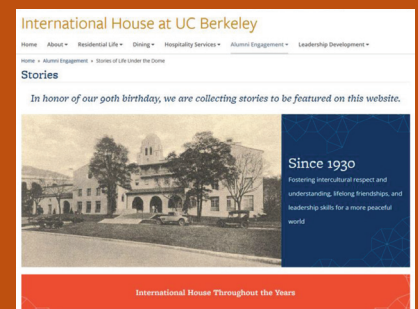 International House at UC Berkeley
Home About Residential Life Dining Hospitality Services Alumni Engagement Leadership Development
Home » Alumni Engagement » Stories of Life Under the Dome
Stories
In honor of our 90th birthday, we are collecting stories to be featured on this website.
Since 1930
Fostering intercultural respect and
understanding, lifelong friendships, and
leadership skills for a more peaceful
world
International House Throughout the Years